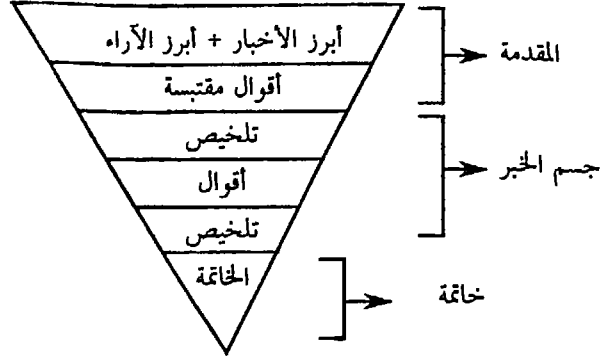 أبرز الأخبار + أبرز الآراء
المقدمة
أقوال مقتبسة
تلخيص
جسم الخبر
أقوال
تلخيص
الخاتمة
خاتمة